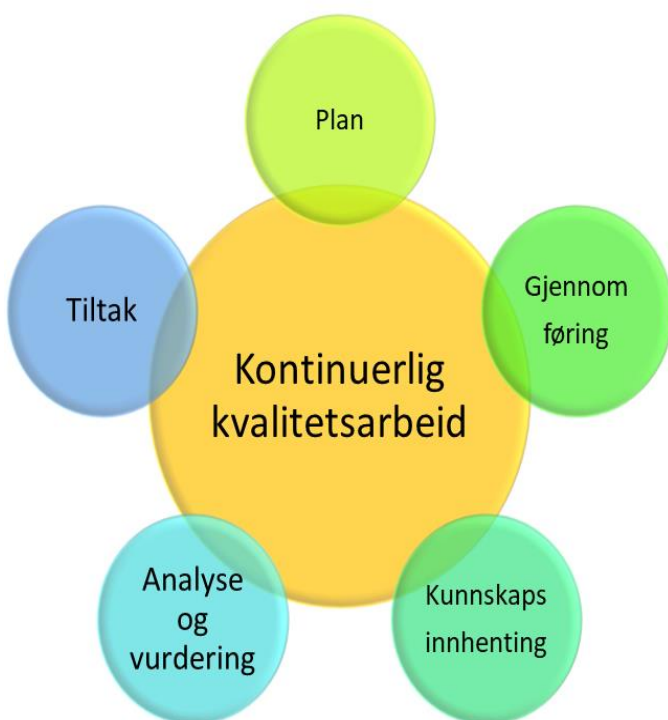 Plan
Gjennom
føring
Tiltak
Kontinuerlig
kvalitetsarbeid
Kunnskaps
innhenting
Analyse
og
vurdering